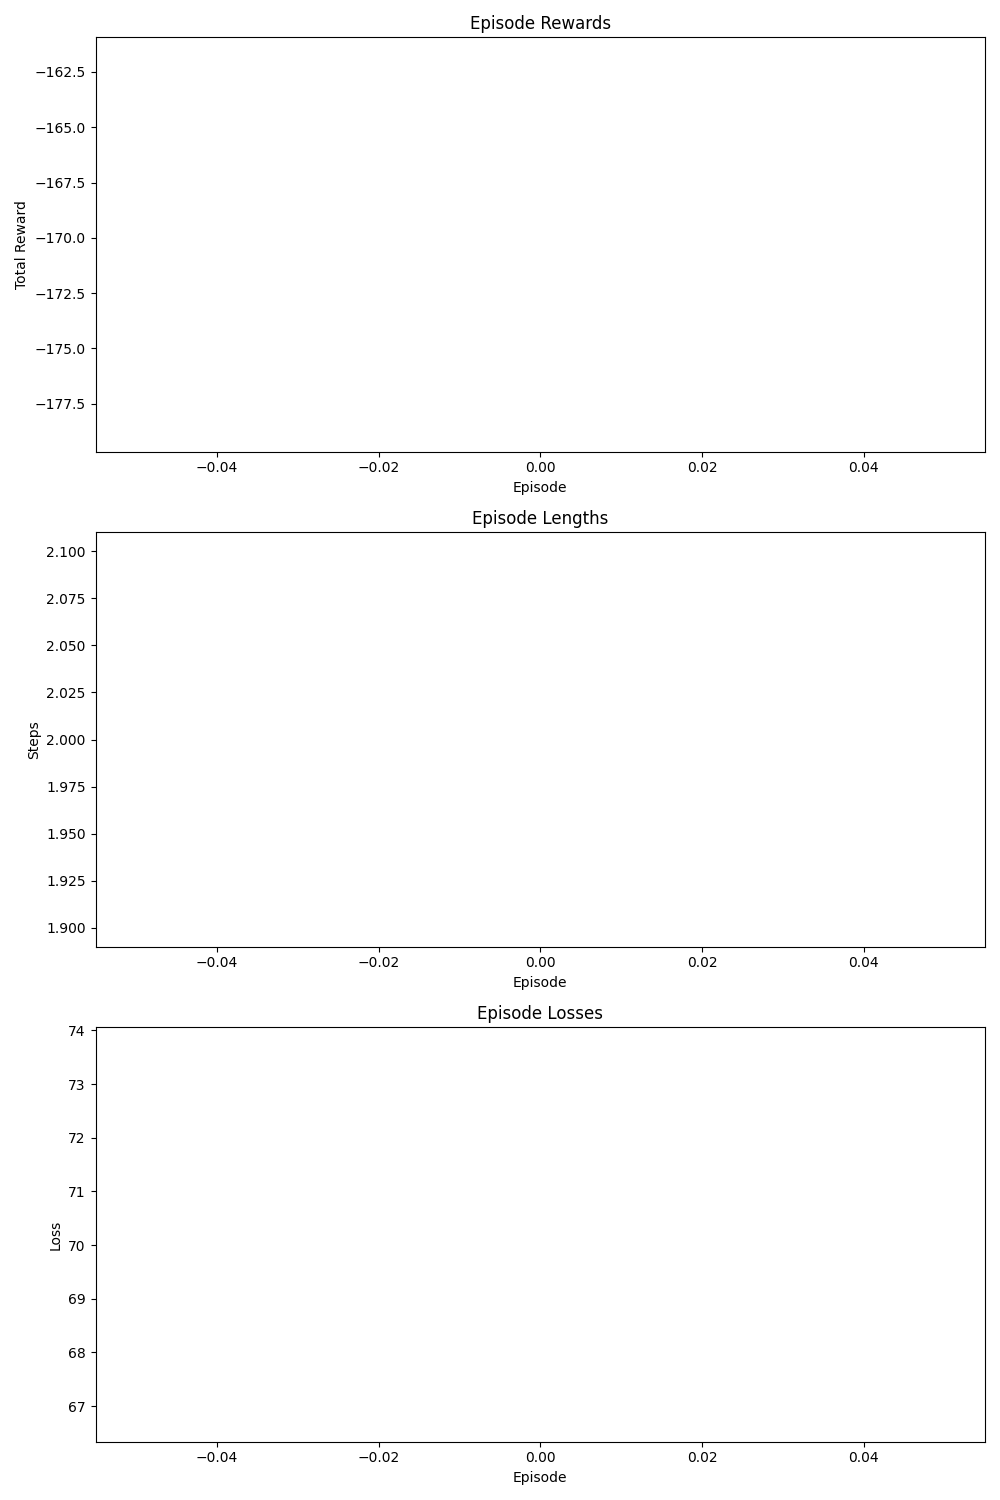 Episode Rewards
Total Reward
−162.5
−165.0
−167.5
−170.0
−172.5
−175.0
−177.5
−0.04 −0.02 0.00 0.02 0.04
Episode
Episode Lengths
Steps
2.100
2.075
2.050
2.025
2.000
1.975
1.950
1.925
1.900
−0.04 −0.02 0.00 0.02 0.04
Episode
Episode Losses
Loss
74
73
72
71
70
69
68
67
−0.04 −0.02 0.00 0.02 0.04
Episode